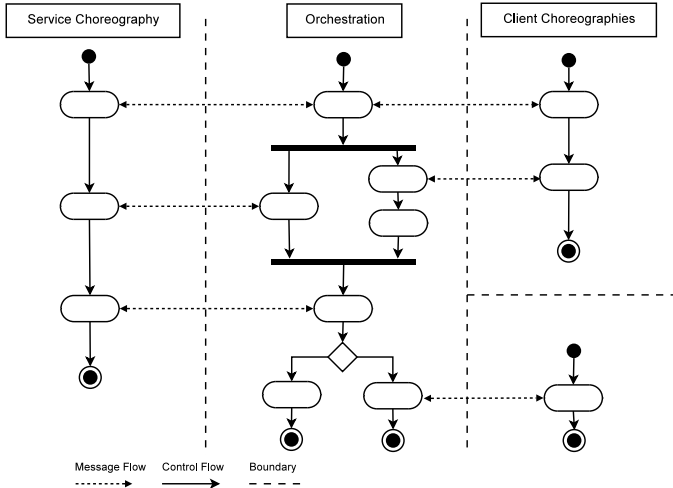 Service Choreography
Orchestration
Client Choreographies
Message Flow
Control Flow
Boundary